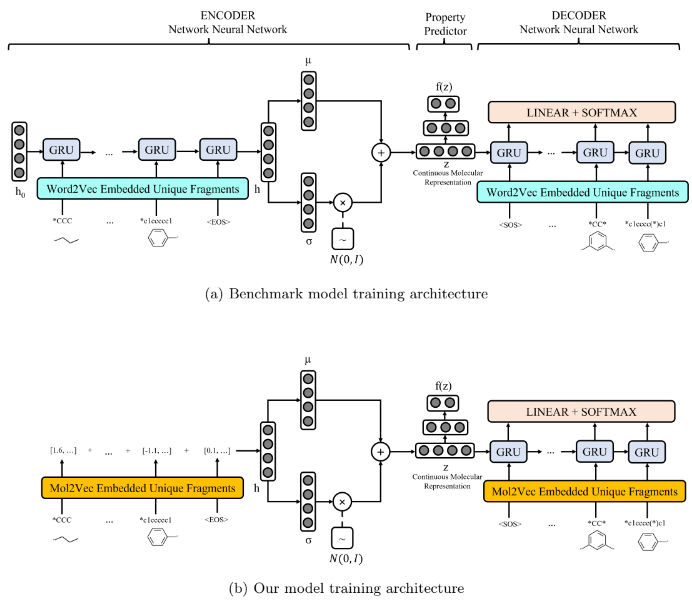 ENCODER
Network Neural Network
Property
Predictor
DECODER
Network Neural Network
μ
f(z)
LINEAR + SOFTMAX
GRU
...
GRU
GRU
h₀
h
+
z
Continuous Molecular
Representation
GRU
...
GRU
GRU
Word2Vec Embedded Unique Fragments
σ
×
~
N(0, I)
Word2Vec Embedded Unique Fragments
*CCC
...
*c1ccccc1
<EOS>
<SOS>
...
*CC*
*c1cccc(*)c1
(a) Benchmark model training architecture
μ
f(z)
LINEAR + SOFTMAX
[1.6, ...] + ... + [-1.1, ...] + [0.1, ...]
h
+
z
Continuous Molecular
Representation
GRU
...
GRU
GRU
Mol2Vec Embedded Unique Fragments
σ
×
~
N(0, I)
Mol2Vec Embedded Unique Fragments
*CCC
...
*c1ccccc1
<EOS>
<SOS>
...
*CC*
*c1cccc(*)c1
(b) Our model training architecture